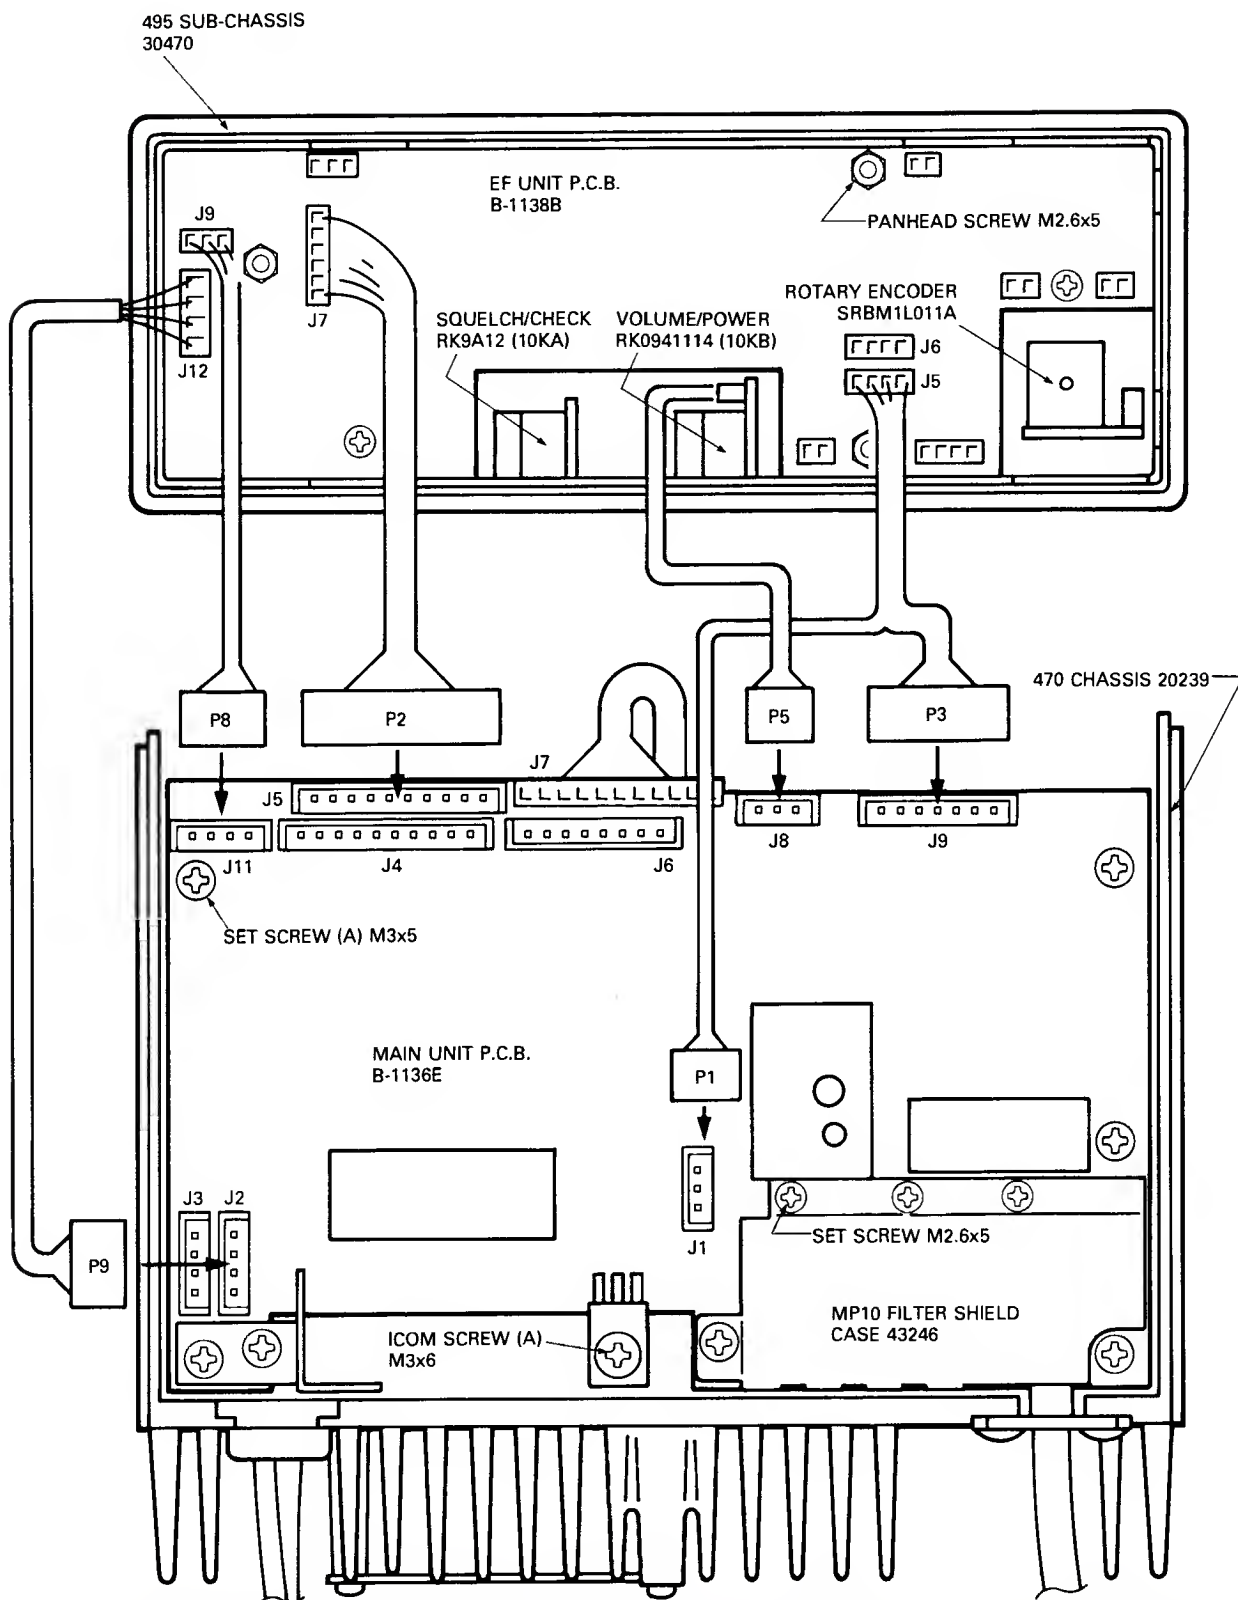 495 SUB-CHASSIS
30470
EF UNIT P.C.B.
B-1138B
J9
PANHEAD SCREW M2.6x5
ROTARY ENCODER
SRBM1L011A
J7
SQUELCH/CHECK
RK9A12 (10KA)
VOLUME/POWER
RK0941114 (10KB)
J6
J12
J5
470 CHASSIS 20239
P8
P2
P5
P3
J7
J5
J11
J4
J6
J8
J9
SET SCREW (A) M3x5
MAIN UNIT P.C.B.
B-1136E
P1
J3
J2
J1
SET SCREW M2.6x5
P9
MP10 FILTER SHIELD
CASE 43246
ICOM SCREW (A)
M3x6